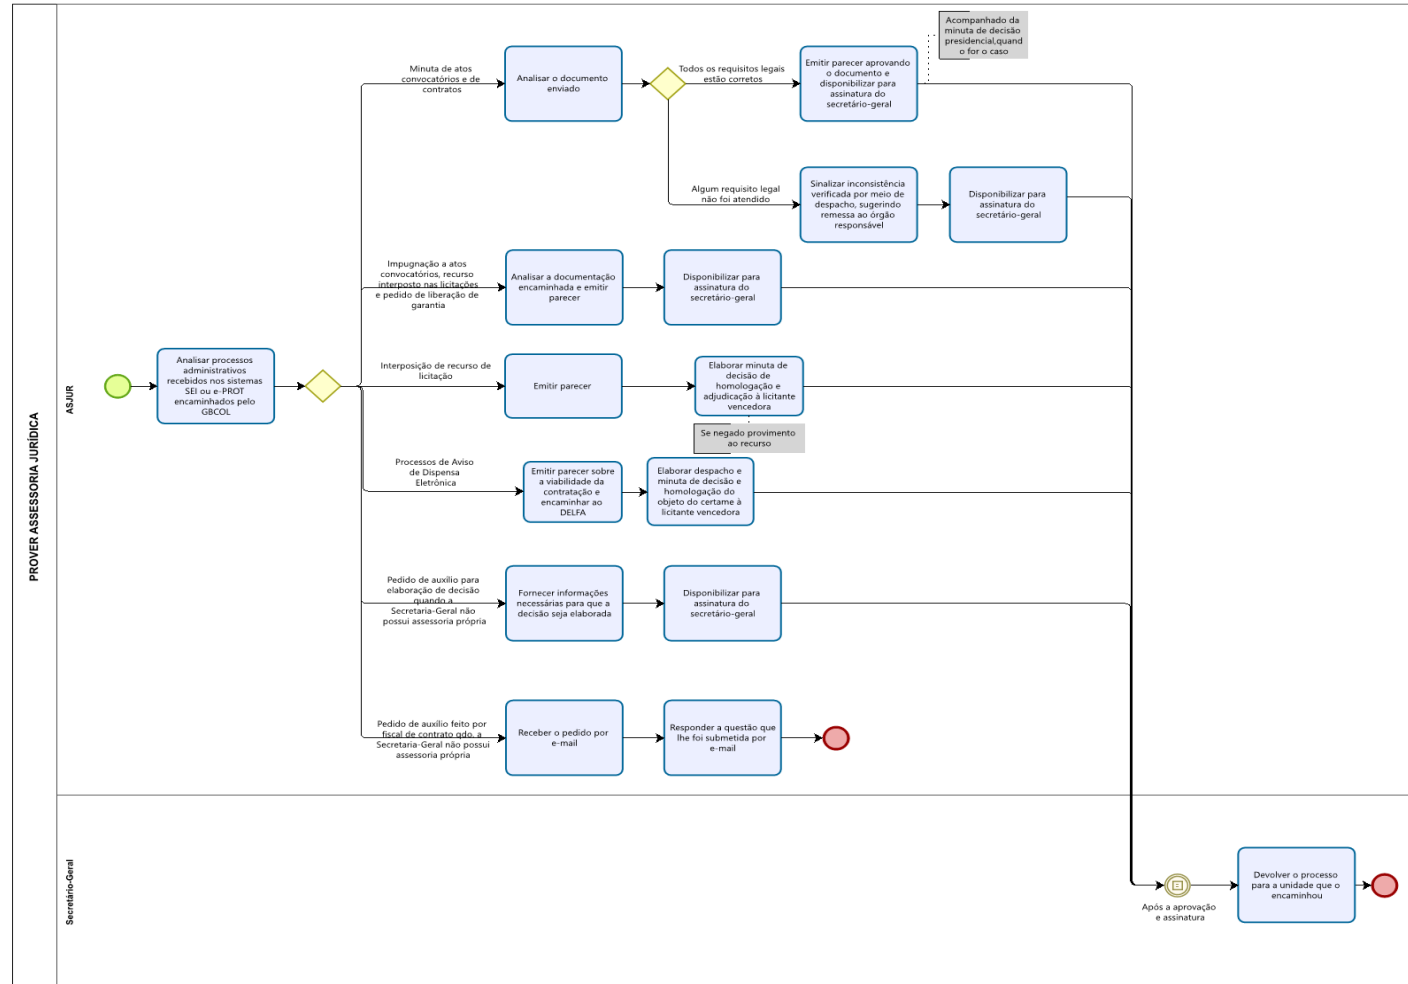 PROVER ASSESSORIA JURÍDICA
ASJUR
Acompanhado da
minuta de decisão
presidencial,quand
o for o caso
Minuta de atos
convocatórios e de
contratos
Analisar o documento
enviado
Todos os requisitos legais
estão corretos
Emitir parecer aprovando
o documento e
disponibilizar para
assinatura do
secretário-geral
Algum requisito legal
não foi atendido
Sinalizar inconsistência
verificada por meio de
despacho, sugerindo
remessa ao órgão
responsável
Disponibilizar para
assinatura do
secretário-geral
Impugnação a atos
convocatórios, recurso
interposto nas licitações
e pedido de liberação de
garantia
Analisar a documentação
encaminhada e emitir
parecer
Disponibilizar para
assinatura do
secretário-geral
Analisar processos
administrativos
recebidos nos sistemas
SEI ou e-PROT
encaminhados pelo
GBCOL
Interposição de recurso de
licitação
Emitir parecer
Elaborar minuta de
decisão de
homologação e
adjudicação à licitante
vencedora
Se negado provimento
ao recurso
Processos de Aviso
de Dispensa
Eletrônica
Emitir parecer sobre
a viabilidade da
contratação e
encaminhar ao
DELFA
Elaborar despacho e
minuta de decisão e
homologação do
objeto do certame à
licitante vencedora
Pedido de auxílio para
elaboração de decisão
quando a
Secretaria-Geral não
possui assessoria própria
Fornecer informações
necessárias para que a
decisão seja elaborada
Disponibilizar para
assinatura do
secretário-geral
Pedido de auxílio feito por
fiscal de contrato qdo. a
Secretaria-Geral não possui
assessoria própria
Receber o pedido por
e-mail
Responder a questão que
lhe foi submetida por
e-mail
Secretário-Geral
Após a aprovação
e assinatura
Devolver o processo
para a unidade que o
encaminhou